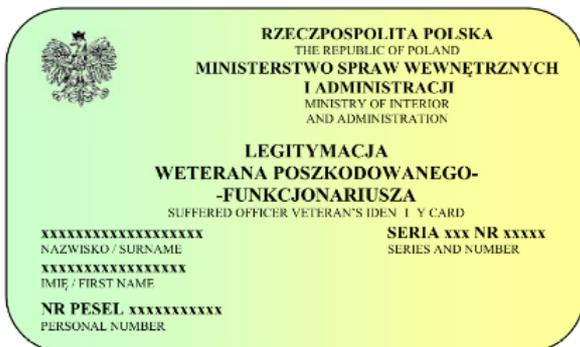 RZECZPOSPOLITA POLSKA
THE REPUBLIC OF POLAND
MINISTERSTWO SPRAW WEWNĘTRZNYCH
I ADMINISTRACJI
MINISTRY OF INTERIOR
AND ADMINISTRATION
LEGITYMACJA
WETERANA POSZKODOWANEGO-
-FUNKCJONARIUSZA
SUFFERED OFFICER VETERAN'S IDEN I Y CARD
xxxxxxxxxxxxxxxxxxx SERIA xxx NR xxxxx
NAZWISKO / SURNAME SERIES AND NUMBER
xxxxxxxxxxxxxxxxx
IMIĘ / FIRST NAME
NR PESEL xxxxxxxxxxx
PERSONAL NUMBER